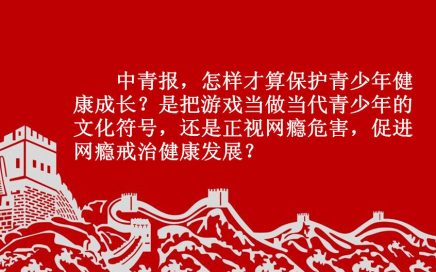 中青报，怎样才算保护青少年健
康成长？是把游戏当做当代青少年的
文化符号，还是正视网瘾危害，促进
网瘾戒治健康发展？